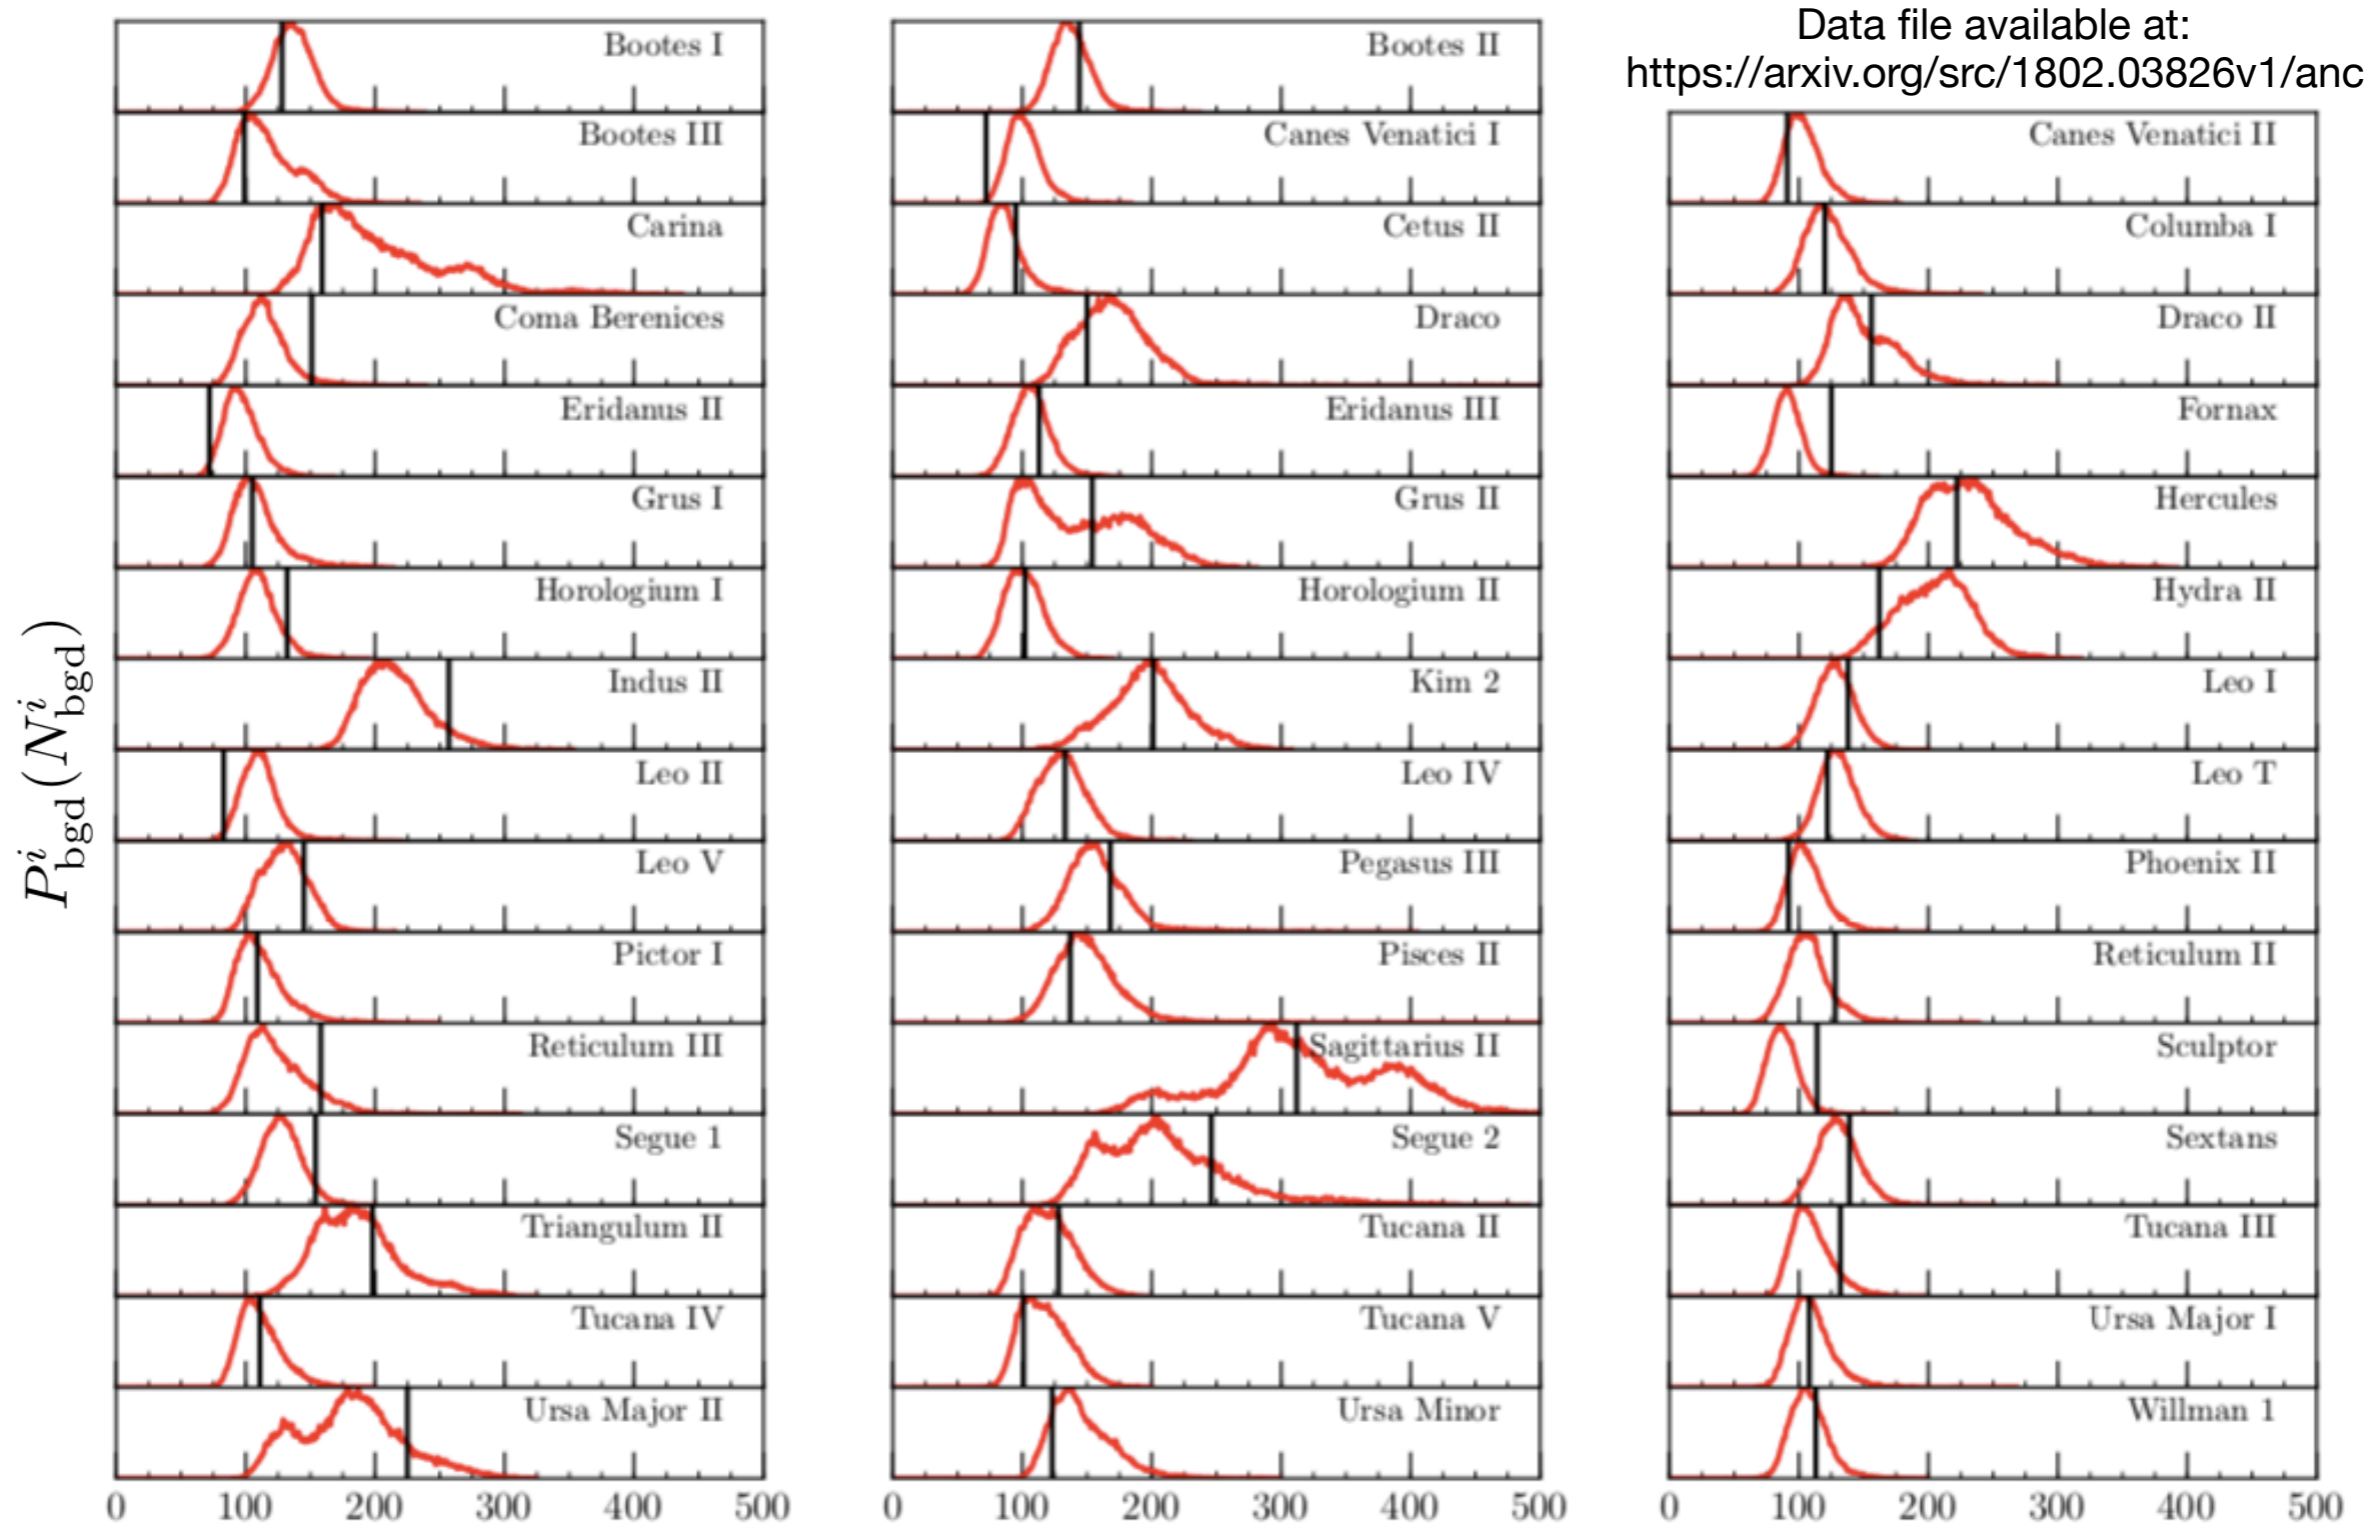 Data file available at:
https://arxiv.org/src/1802.03826v1/anc
Bootes I
Bootes II
Bootes III
Canes Venatici I
Canes Venatici II
Carina
Cetus II
Columba I
Coma Berenices
Draco
Draco II
Eridanus II
Eridanus III
Fornax
Grus I
Grus II
Hercules
Horologium I
Horologium II
Hydra II
Indus II
Kim 2
Leo I
Leo II
Leo IV
Leo T
Leo V
Pegasus III
Phoenix II
Pictor I
Pisces II
Reticulum II
Reticulum III
Sagittarius II
Sculptor
Segue 1
Segue 2
Sextans
Triangulum II
Tucana II
Tucana III
Tucana IV
Tucana V
Ursa Major I
Ursa Major II
Ursa Minor
Willman 1
P^i_bgd(N^i_bgd)
0 100 200 300 400 500
0 100 200 300 400 500
0 100 200 300 400 500